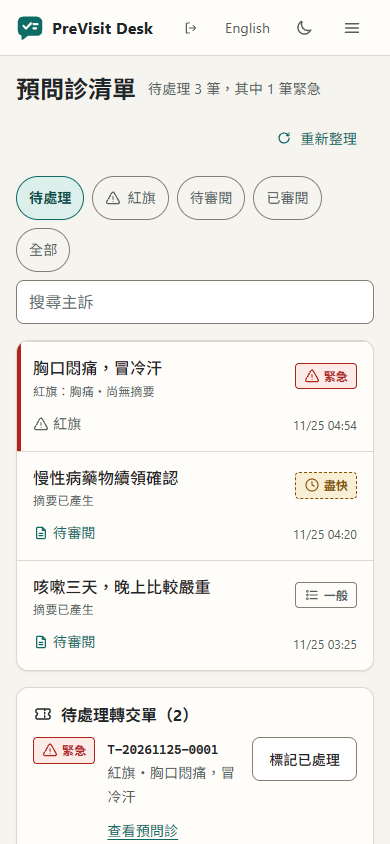 PreVisit Desk
English
預問診清單
待處理 3 筆，其中 1 筆緊急
重新整理
待處理
紅旗
待審閱
已審閱
全部
搜尋主訴
胸口悶痛，冒冷汗
緊急
紅旗：胸痛・尚無摘要
紅旗
11/25 04:54
慢性病藥物續領確認
盡快
摘要已產生
待審閱
11/25 04:20
咳嗽三天，晚上比較嚴重
一般
摘要已產生
待審閱
11/25 03:25
待處理轉交單（2）
緊急
T-20261125-0001
標記已處理
紅旗・胸口悶痛，冒
冷汗
查看預問診